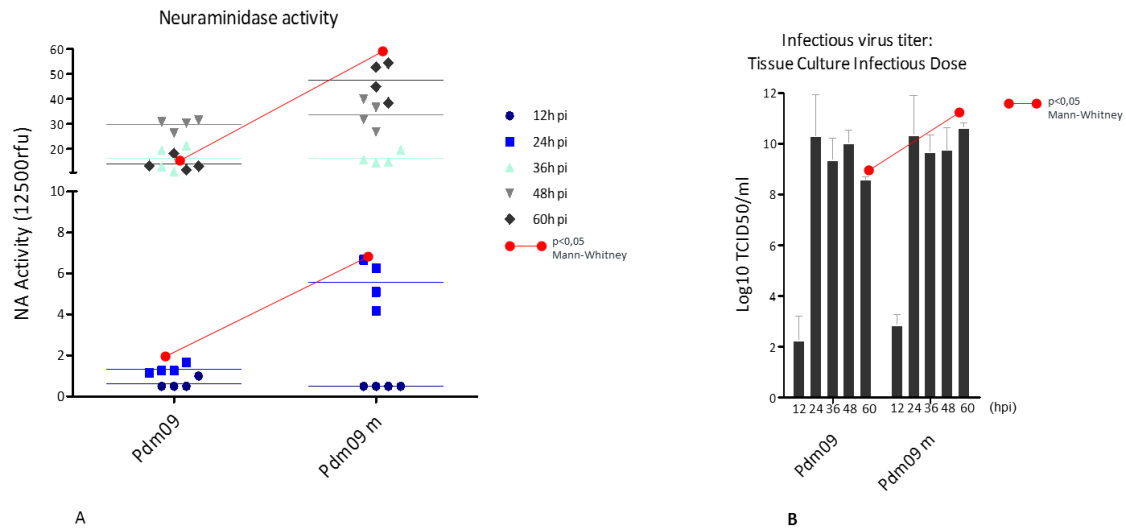 Neuraminidase activity
NA Activity (12500rfu)
60
50
40
30
20
10
8
6
4
2
0
Pdm09
Pdm09 m
12h pi
24h pi
36h pi
48h pi
60h pi
p<0,05
Mann-Whitney
A
Infectious virus titer:
Tissue Culture Infectious Dose
Log10 TCID50/ml
12
10
8
6
4
2
0
12 24 36 48 60 12 24 36 48 60 (hpi)
Pdm09
Pdm09 m
p<0,05
Mann-Whitney
B